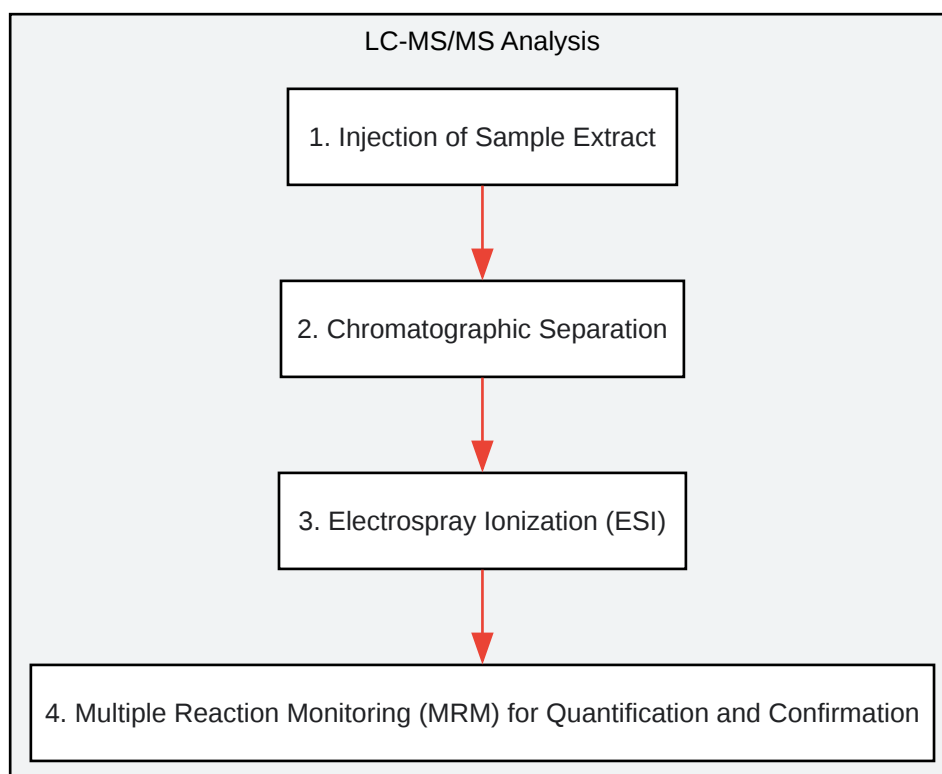 LC-MS/MS Analysis
1. Injection of Sample Extract
2. Chromatographic Separation
3. Electrospray Ionization (ESI)
4. Multiple Reaction Monitoring (MRM) for Quantification and Confirmation